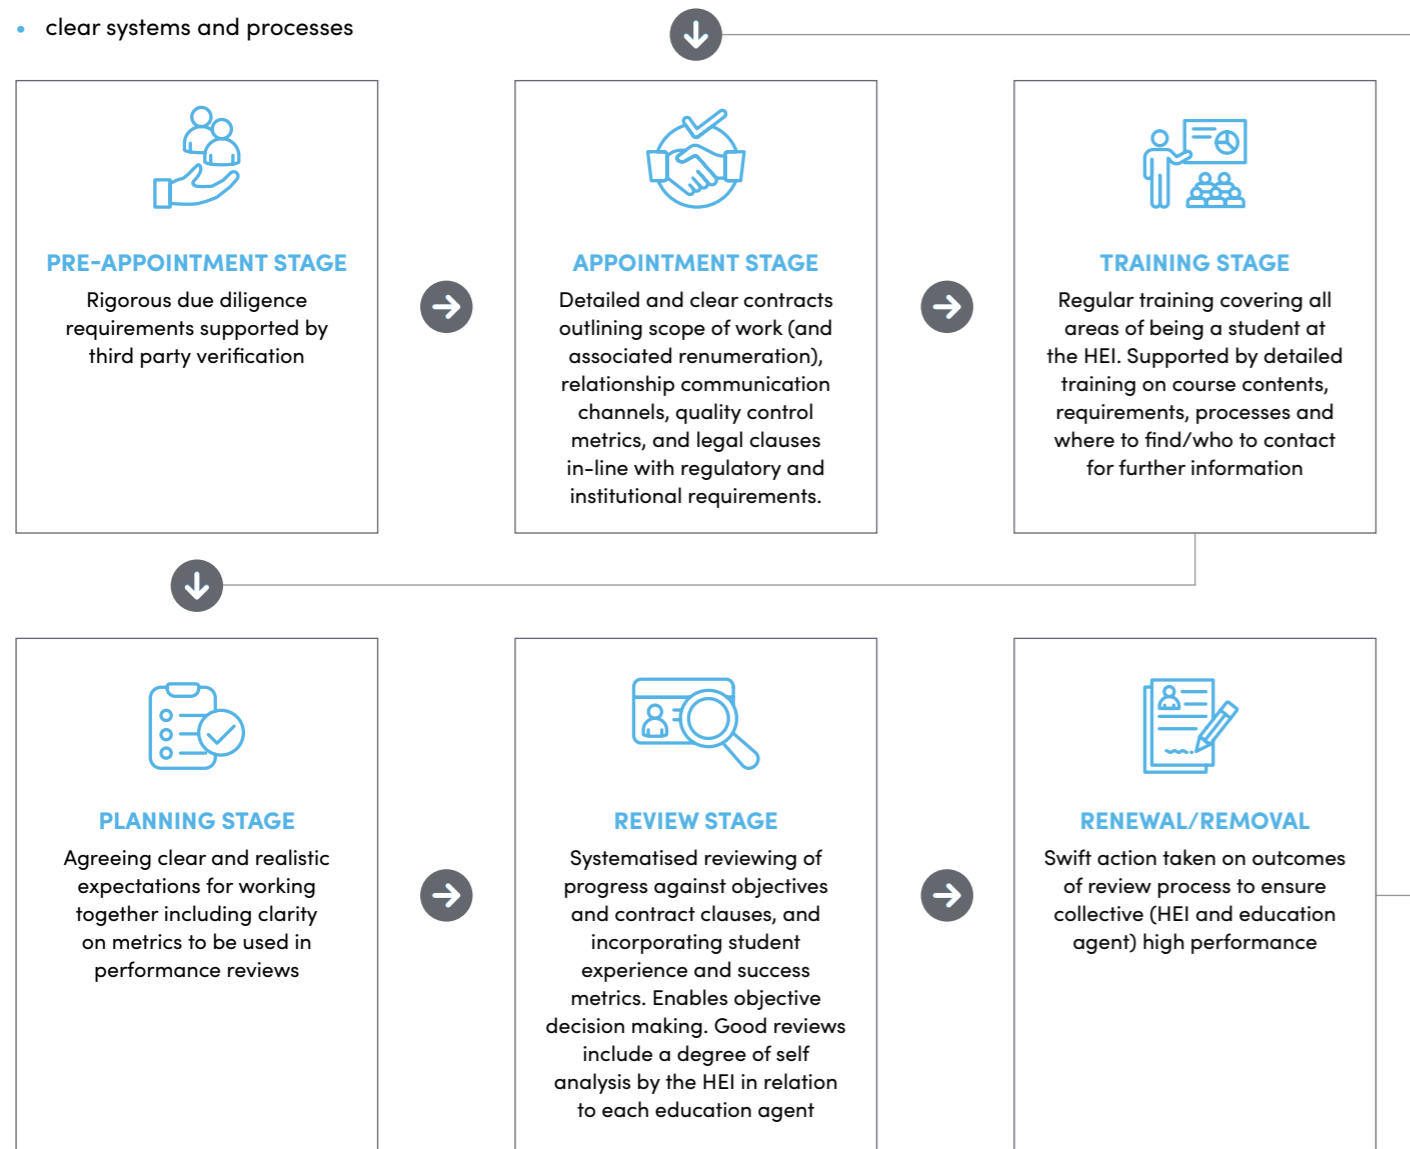 • clear systems and processes
PRE-APPOINTMENT STAGE
Rigorous due diligence
requirements supported by
third party verification
APPOINTMENT STAGE
Detailed and clear contracts
outlining scope of work (and
associated renumeration),
relationship communication
channels, quality control
metrics, and legal clauses
in-line with regulatory and
institutional requirements.
TRAINING STAGE
Regular training covering all
areas of being a student at
the HEI. Supported by detailed
training on course contents,
requirements, processes and
where to find/who to contact
for further information
PLANNING STAGE
Agreeing clear and realistic
expectations for working
together including clarity
on metrics to be used in
performance reviews
REVIEW STAGE
Systematised reviewing of
progress against objectives
and contract clauses, and
incorporating student
experience and success
metrics. Enables objective
decision making. Good reviews
include a degree of self
analysis by the HEI in relation
to each education agent
RENEWAL/REMOVAL
Swift action taken on outcomes
of review process to ensure
collective (HEI and education
agent) high performance